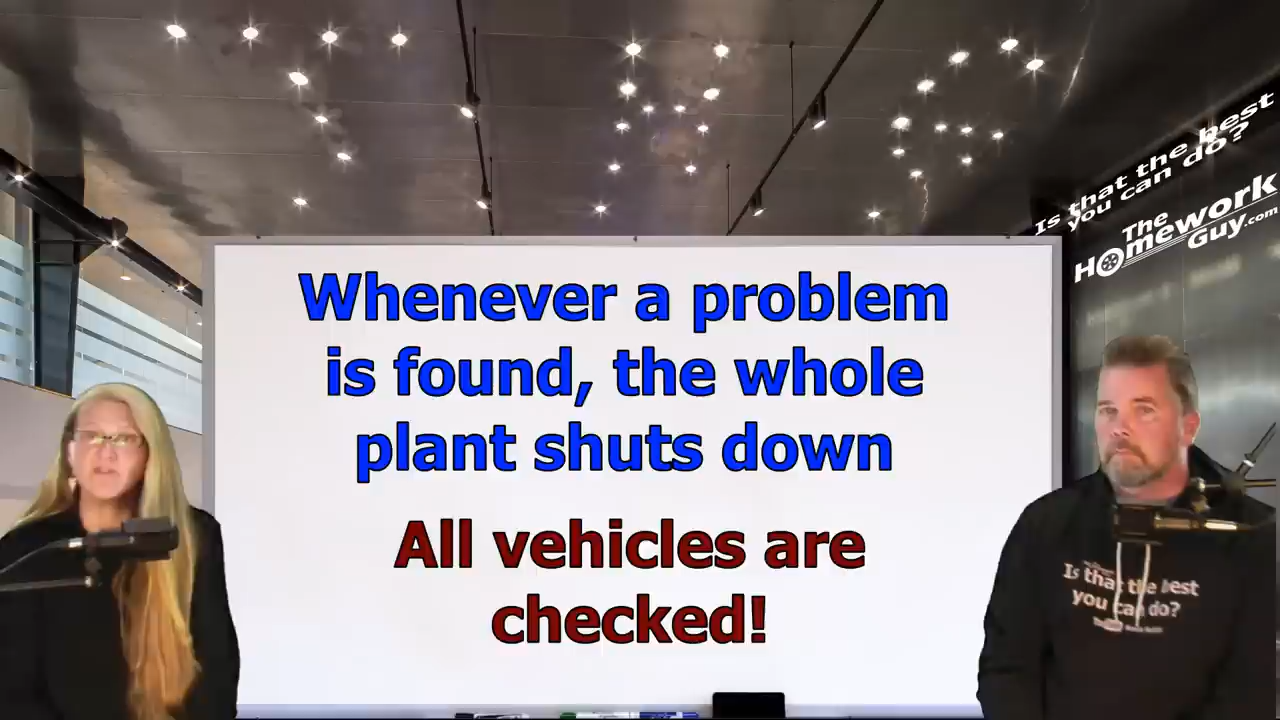 Is that the best
you can do?
The
Homework
Guy.com
Whenever a problem
is found, the whole
plant shuts down
All vehicles are
checked!
Is that the best
you can do?